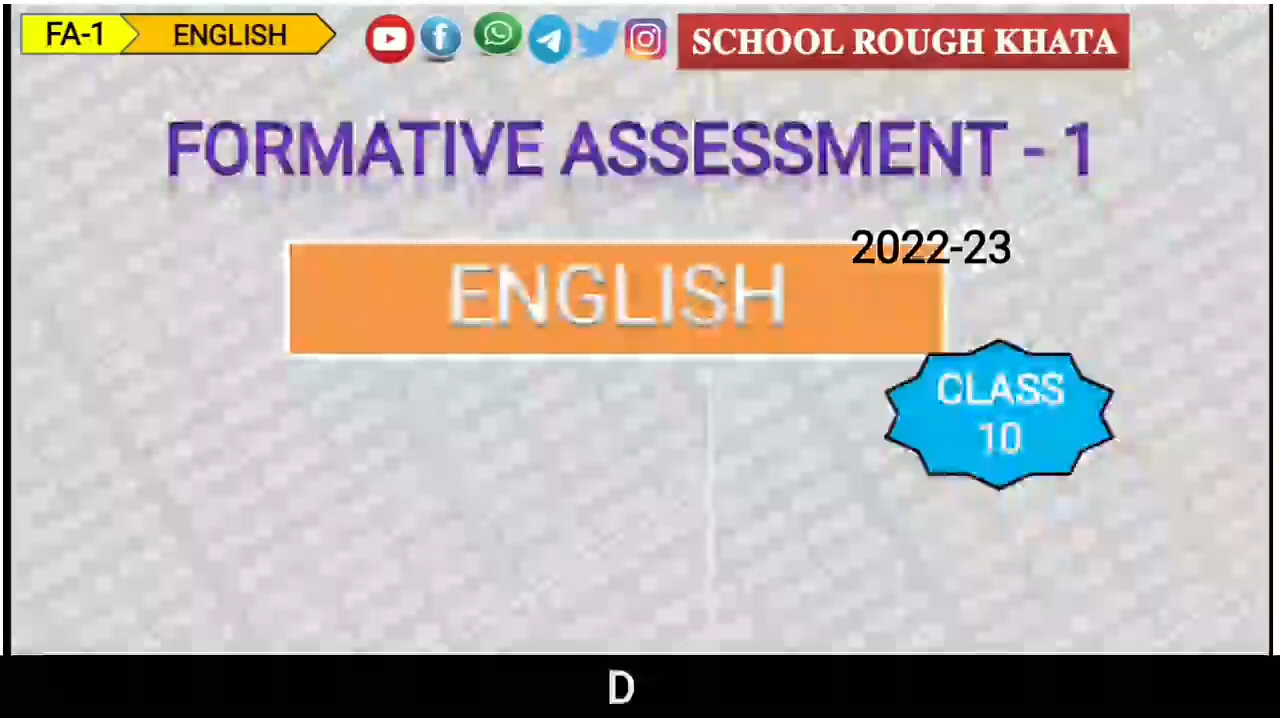 FA-1 ENGLISH SCHOOL ROUGH KHATA
FORMATIVE ASSESSMENT - 1
2022-23
ENGLISH
CLASS
10
D